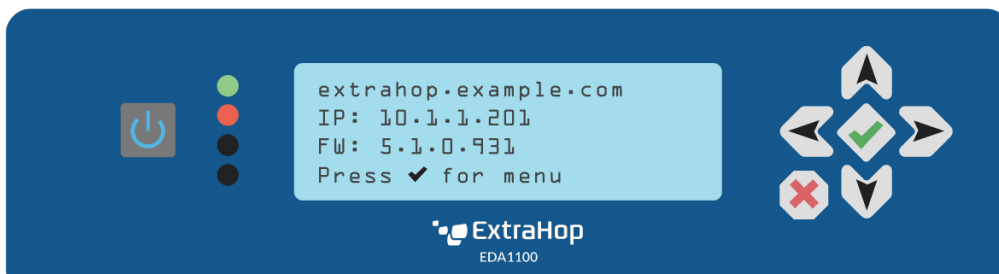 extrahop.example.com
IP: 10.1.1.201
FW: 5.1.0.931
Press ✔ for menu
ExtraHop
EDA1100